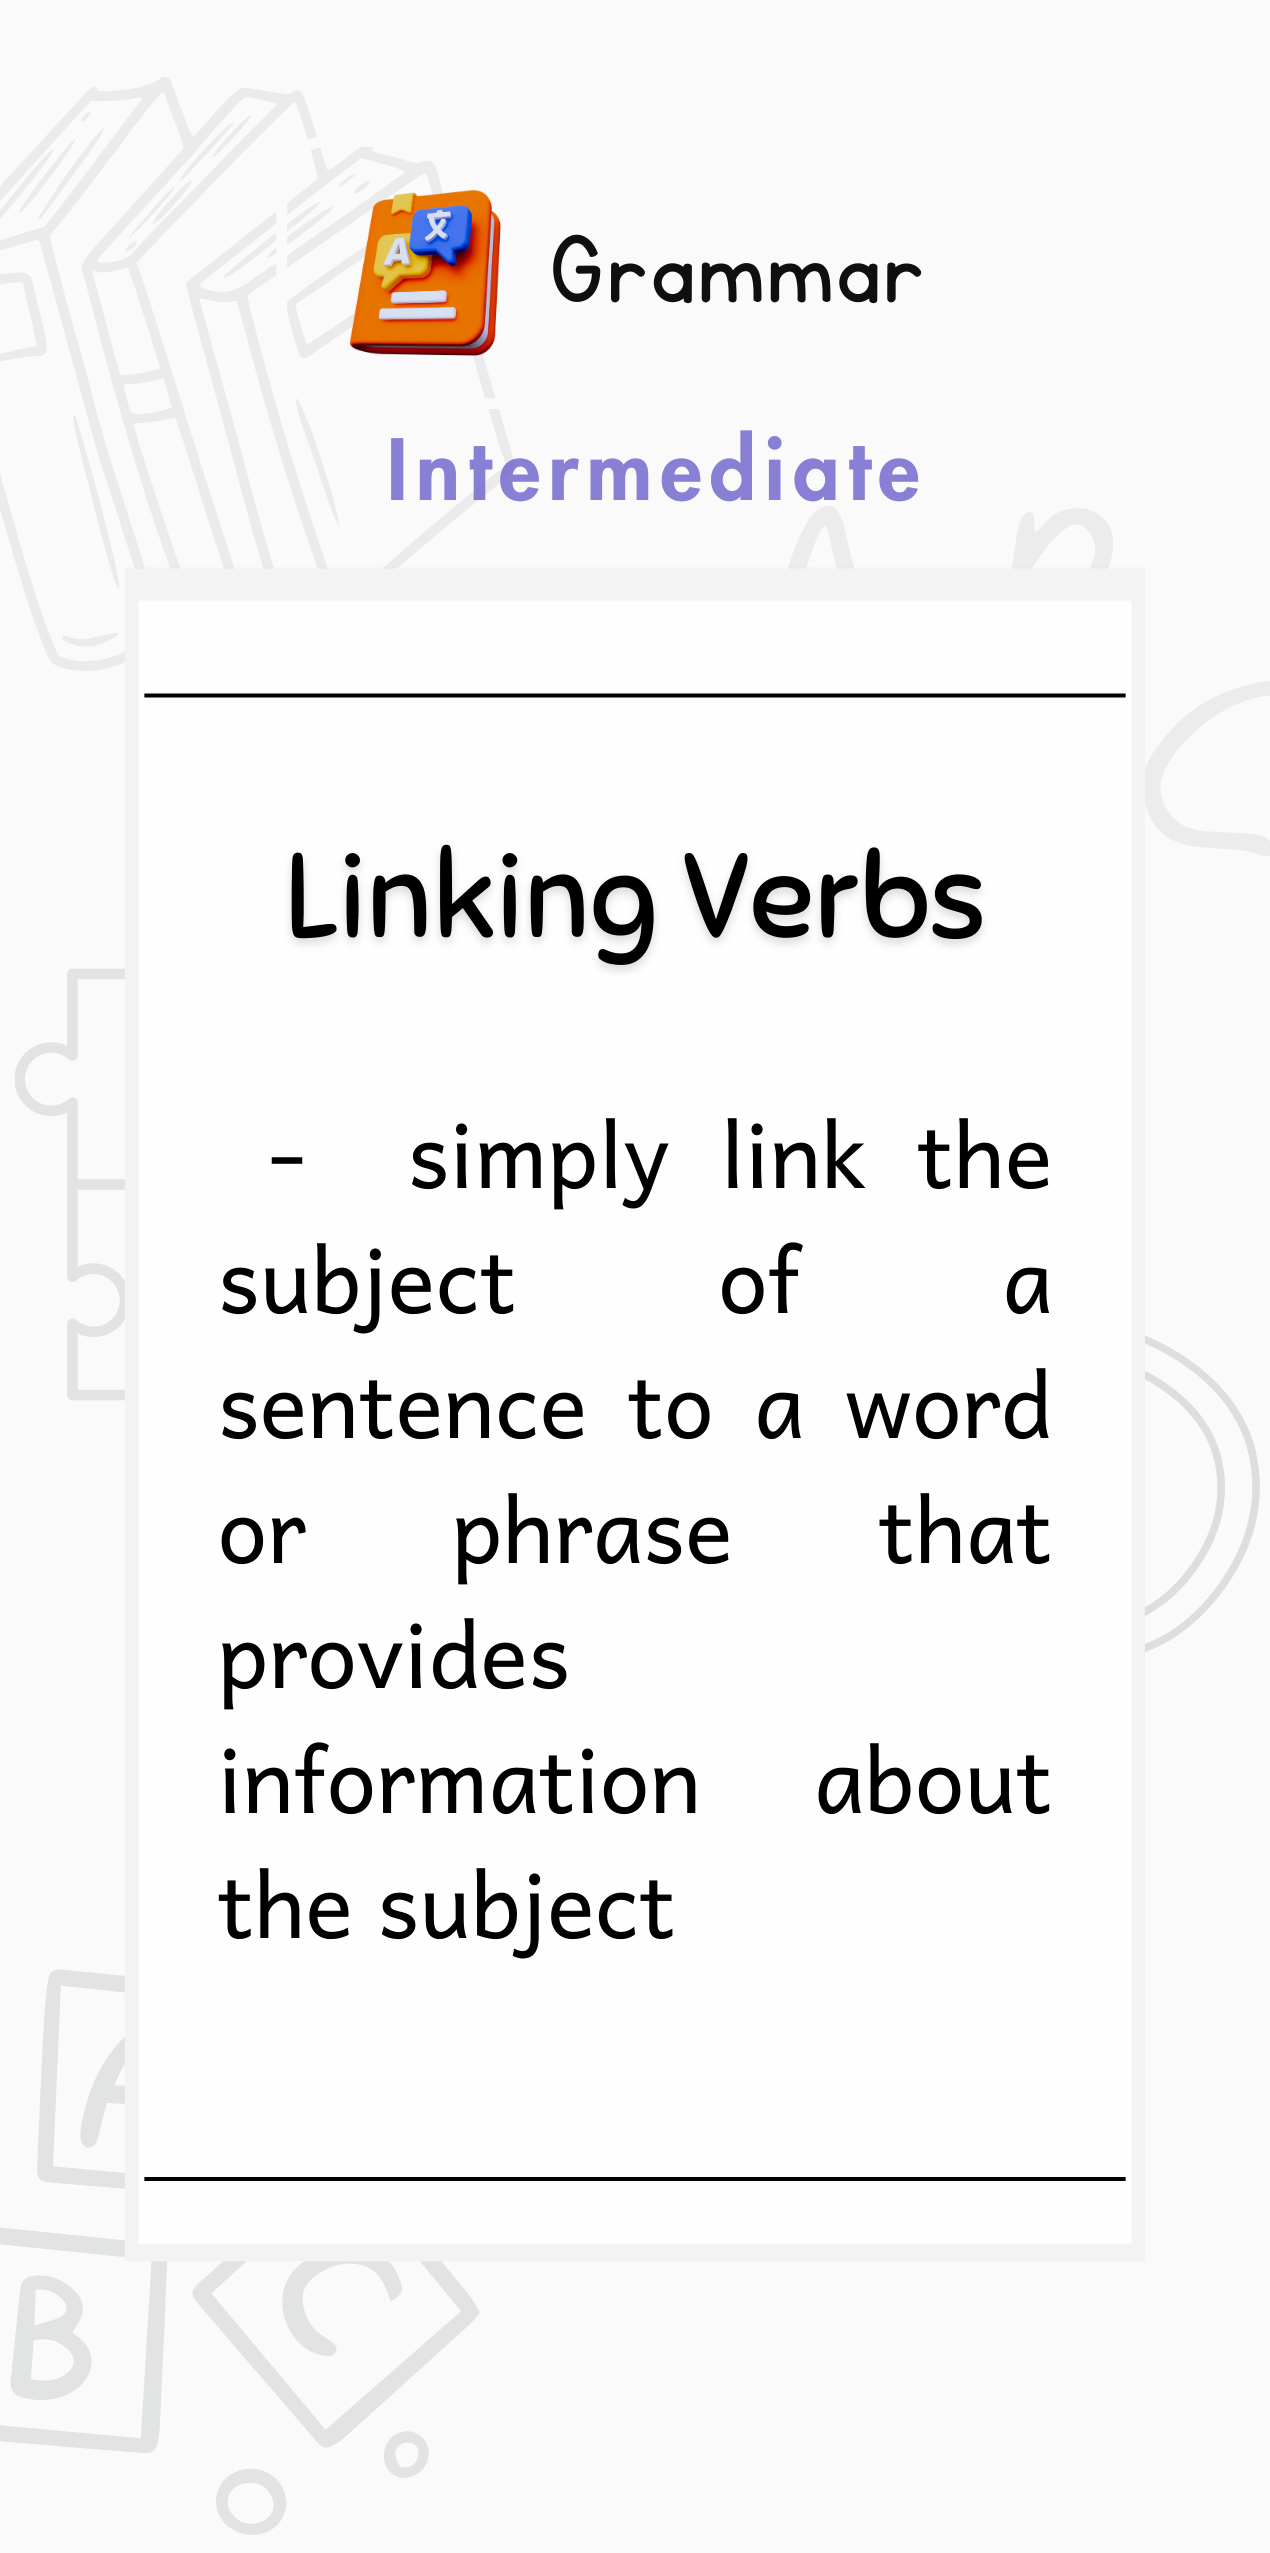 A 文
Grammar
Intermediate
Linking Verbs
- simply link the
subject of a
sentence to a word
or phrase that
provides
information about
the subject
A
B
C